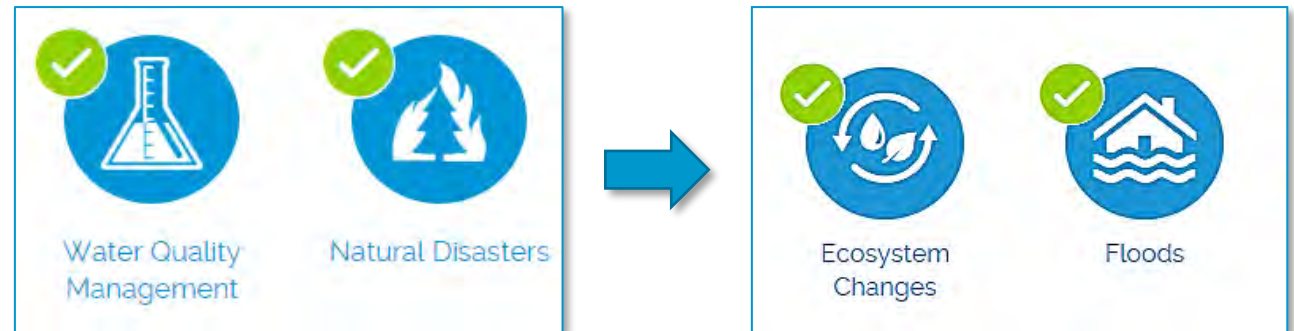 Water Quality
Management
Natural Disasters
Ecosystem
Changes
Floods